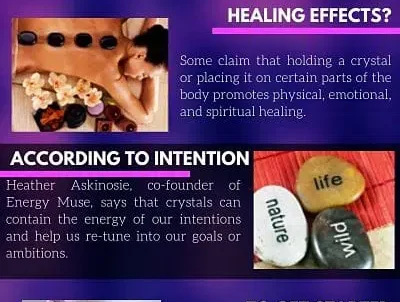 HEALING EFFECTS?
Some claim that holding a crystal
or placing it on certain parts of the
body promotes physical, emotional,
and spiritual healing.
ACCORDING TO INTENTION
Heather Askinosie, co-founder of
Energy Muse, says that crystals can
contain the energy of our intentions
and help us re-tune into our goals or
ambitions.
life
nature
wild